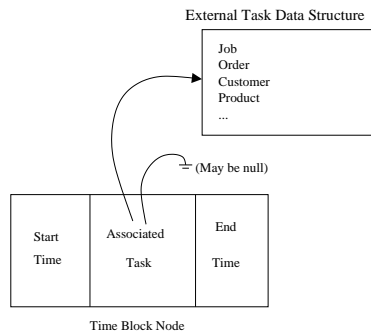 External Task Data Structure
Job
Order
Customer
Product
...
(May be null)
Start
Time
Associated
Task
End
Time
Time Block Node